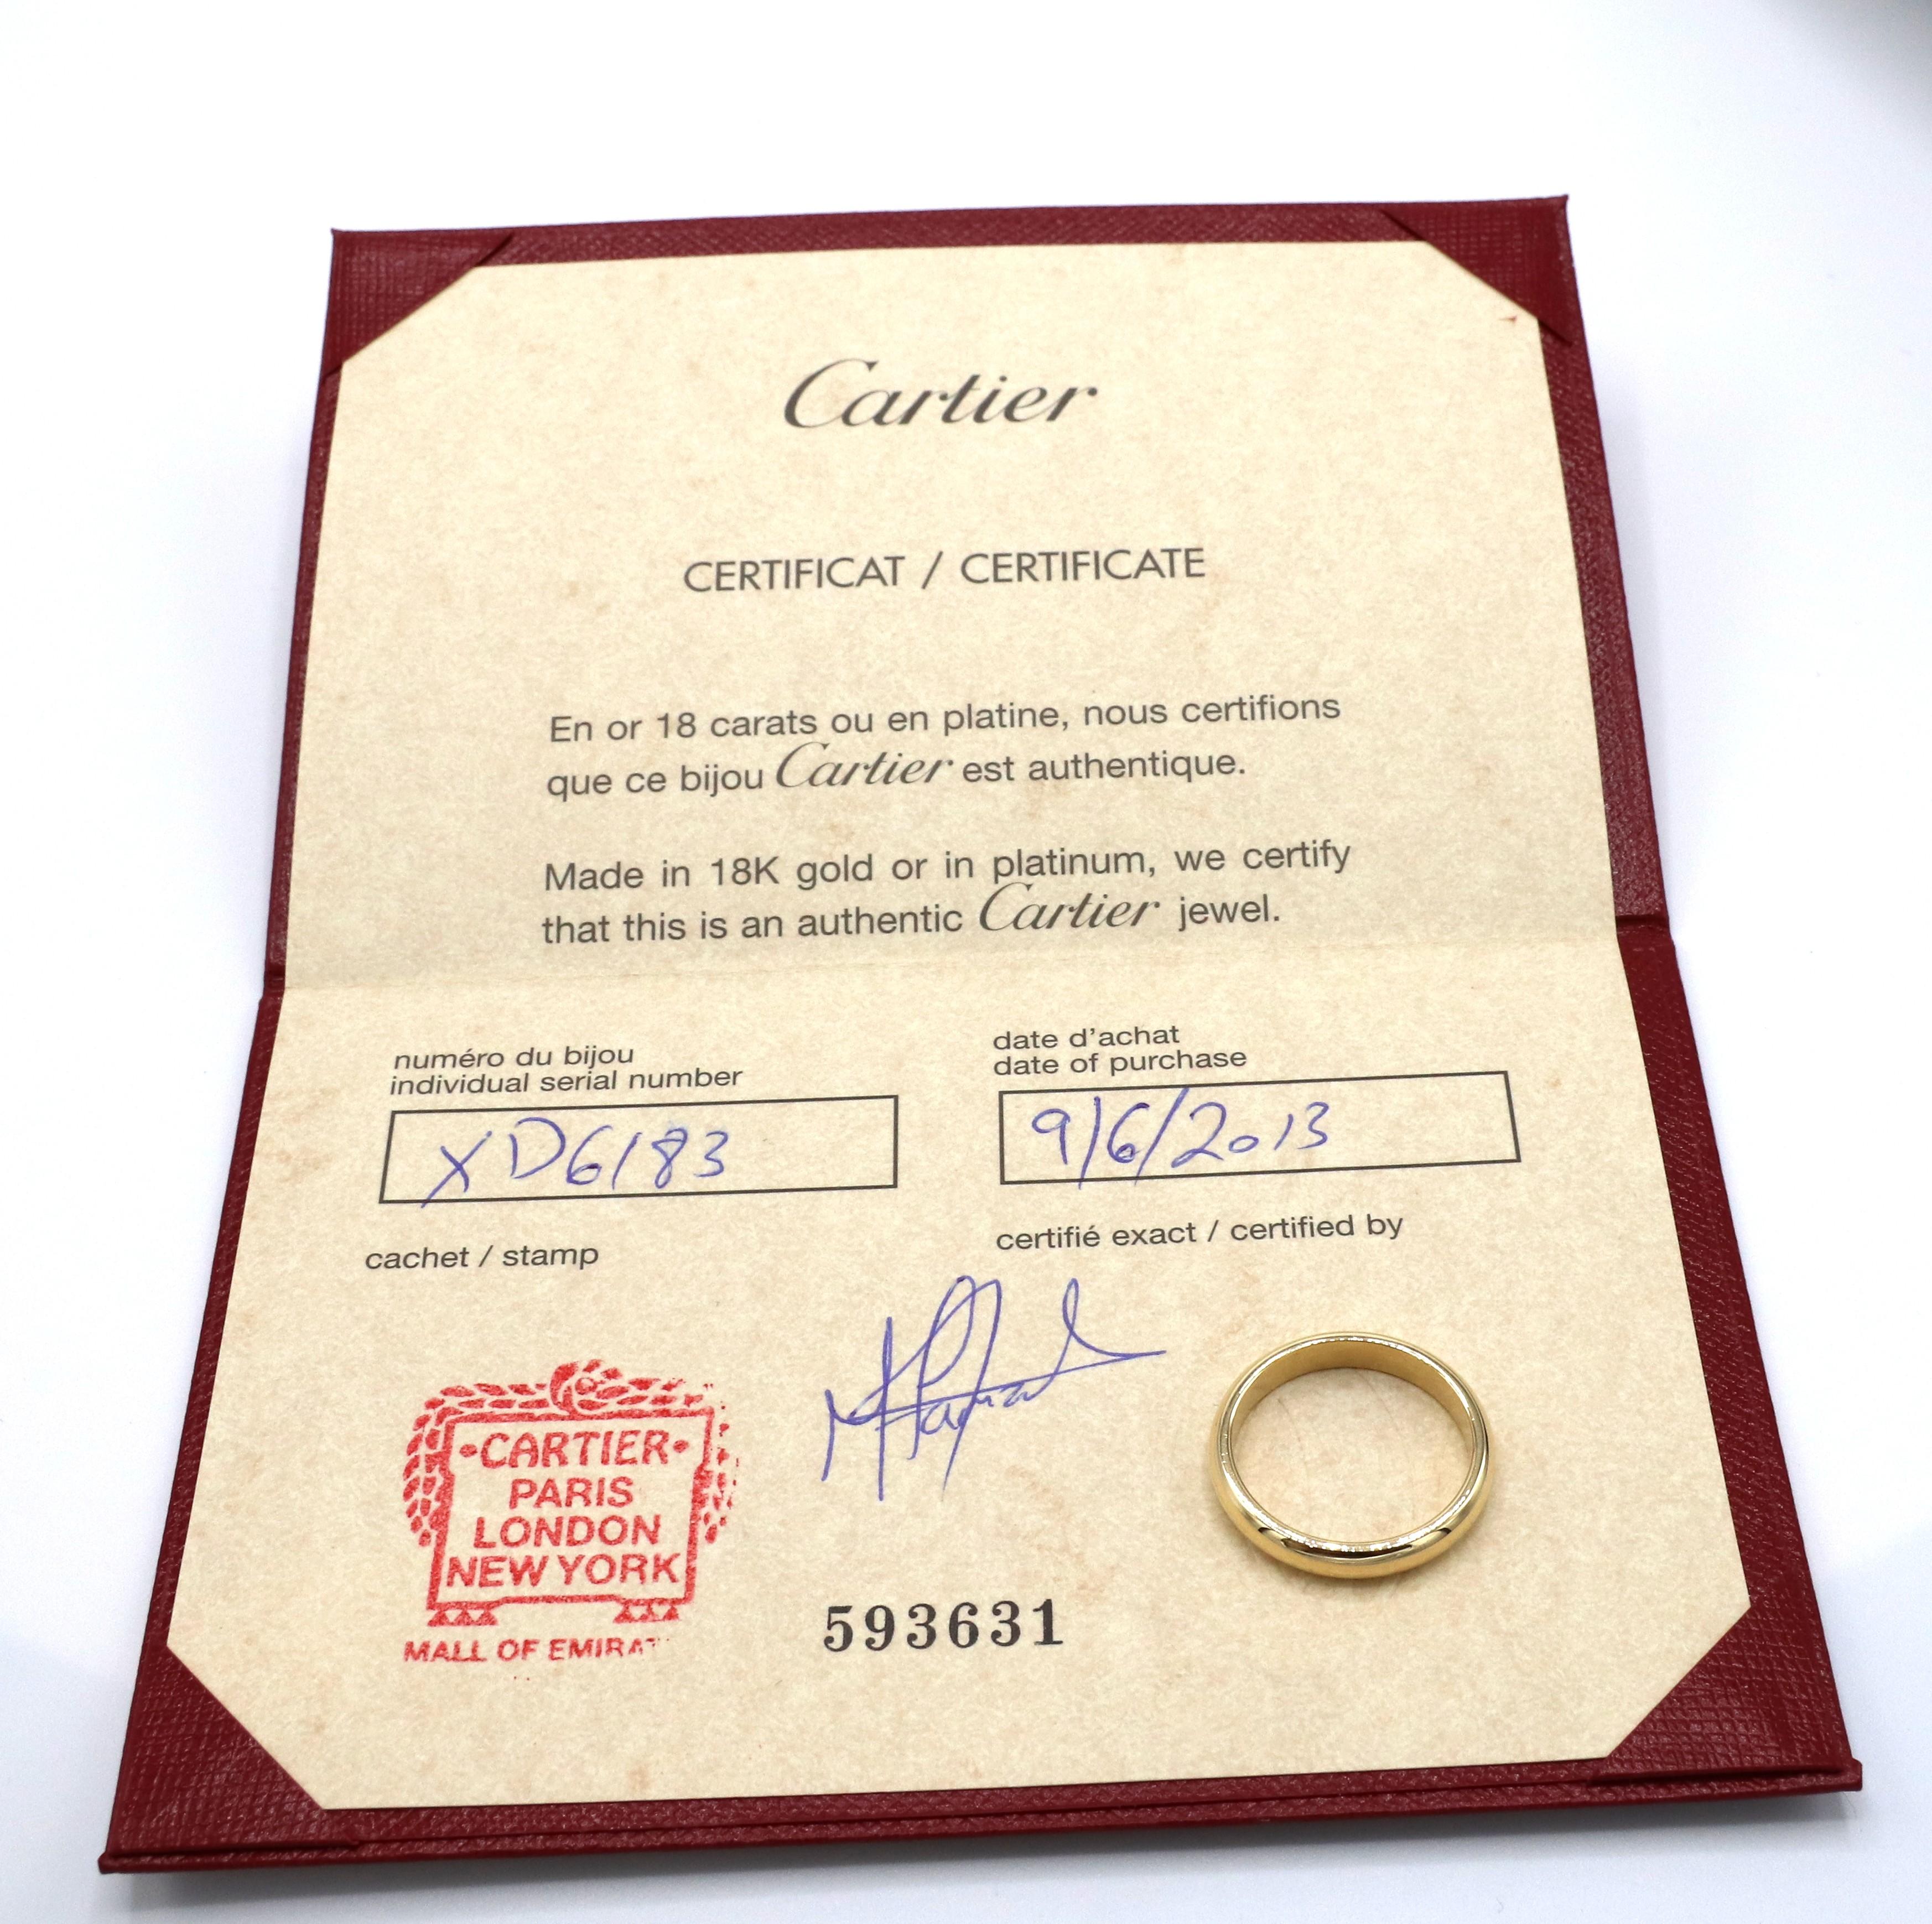 Cartier
CERTIFICAT / CERTIFICATE
En or 18 carats ou en platine, nous certifions
que ce bijou Cartier est authentique.
Made in 18K gold or in platinum, we certify
that this is an authentic Cartier jewel.
numéro du bijou
individual serial number
XD6183
date d'achat
date of purchase
9/6/2013
cachet / stamp
certifié exact / certified by
•CARTIER•
PARIS
LONDON
NEW YORK
MALL OF
593631